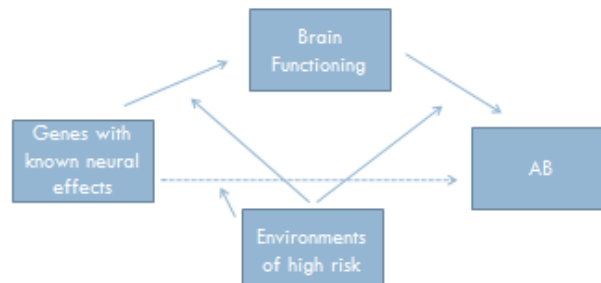 Brain
Functioning
Genes with
known neural
effects
AB
Environments
of high risk